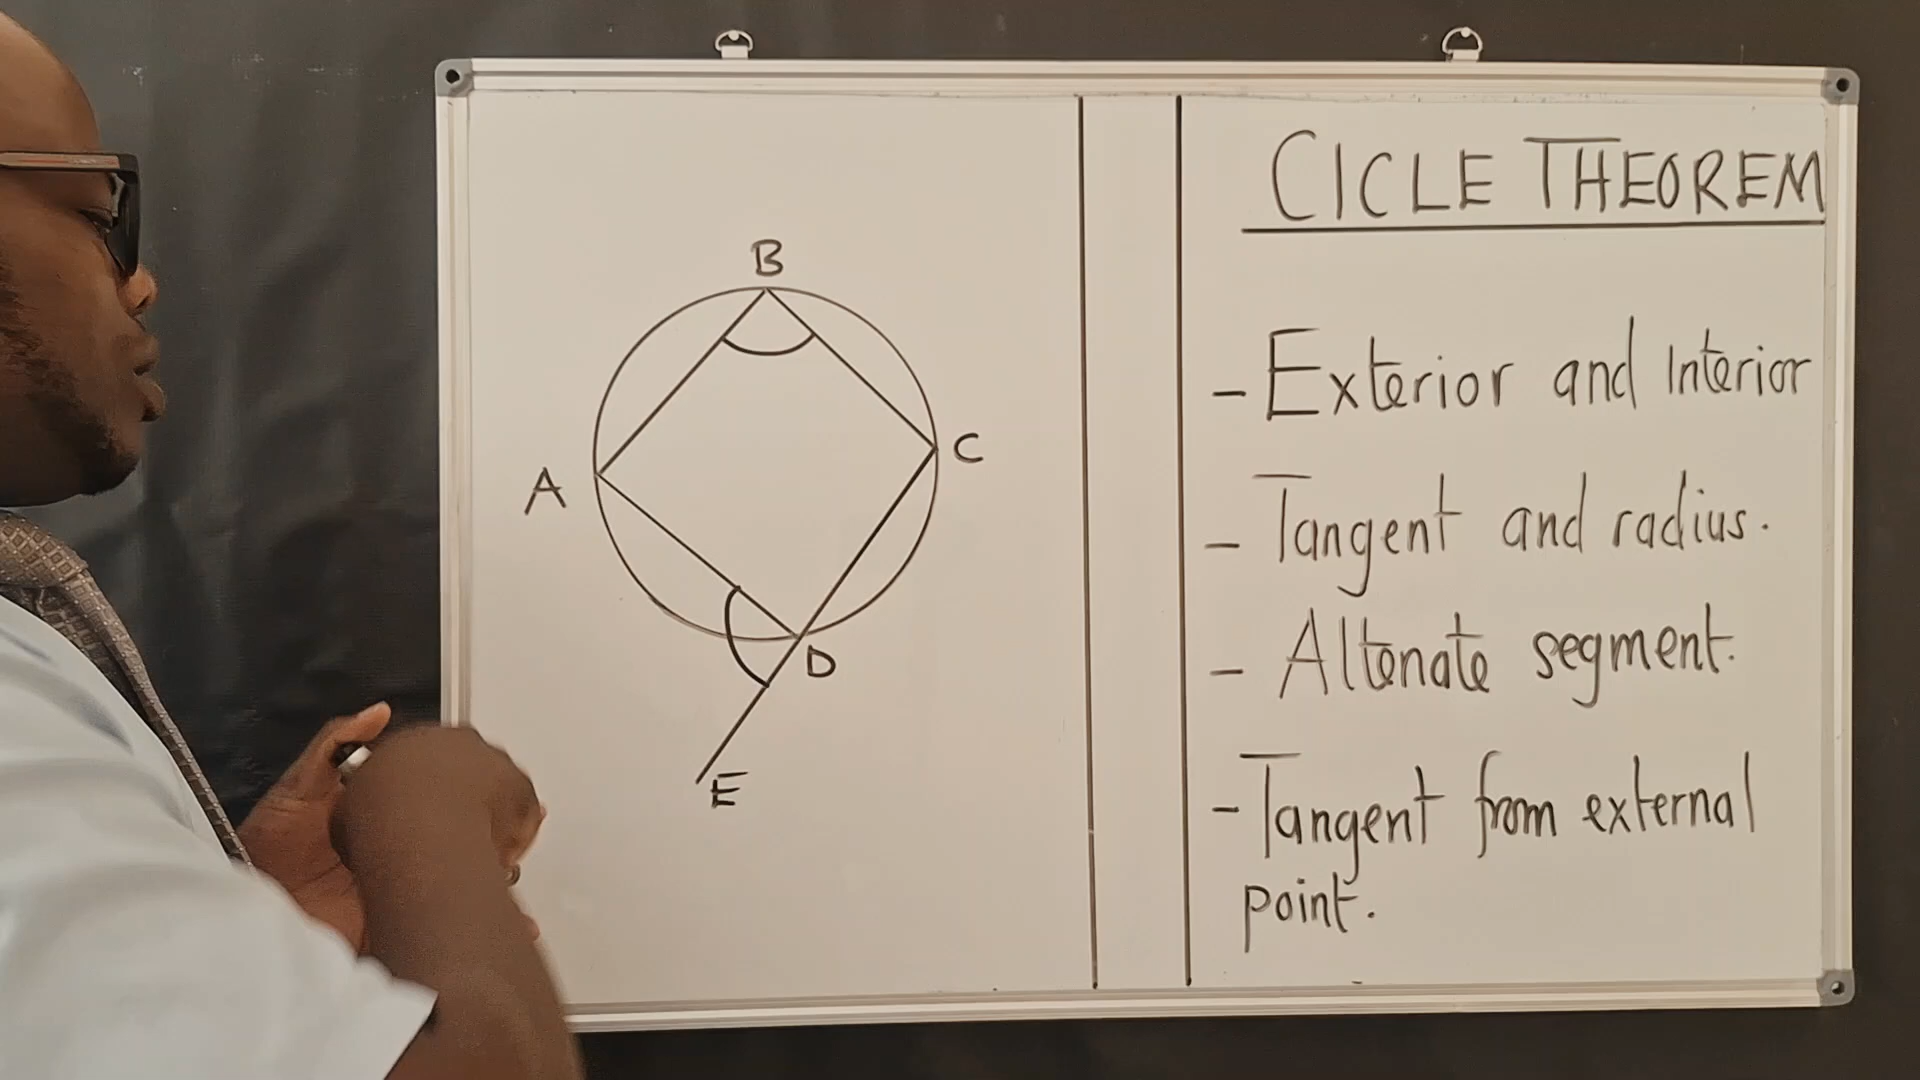 B
C
A
D
E
CICLE THEOREM
- Exterior and Interior
- Tangent and radius.
- Altenate segment.
- Tangent from external
point.